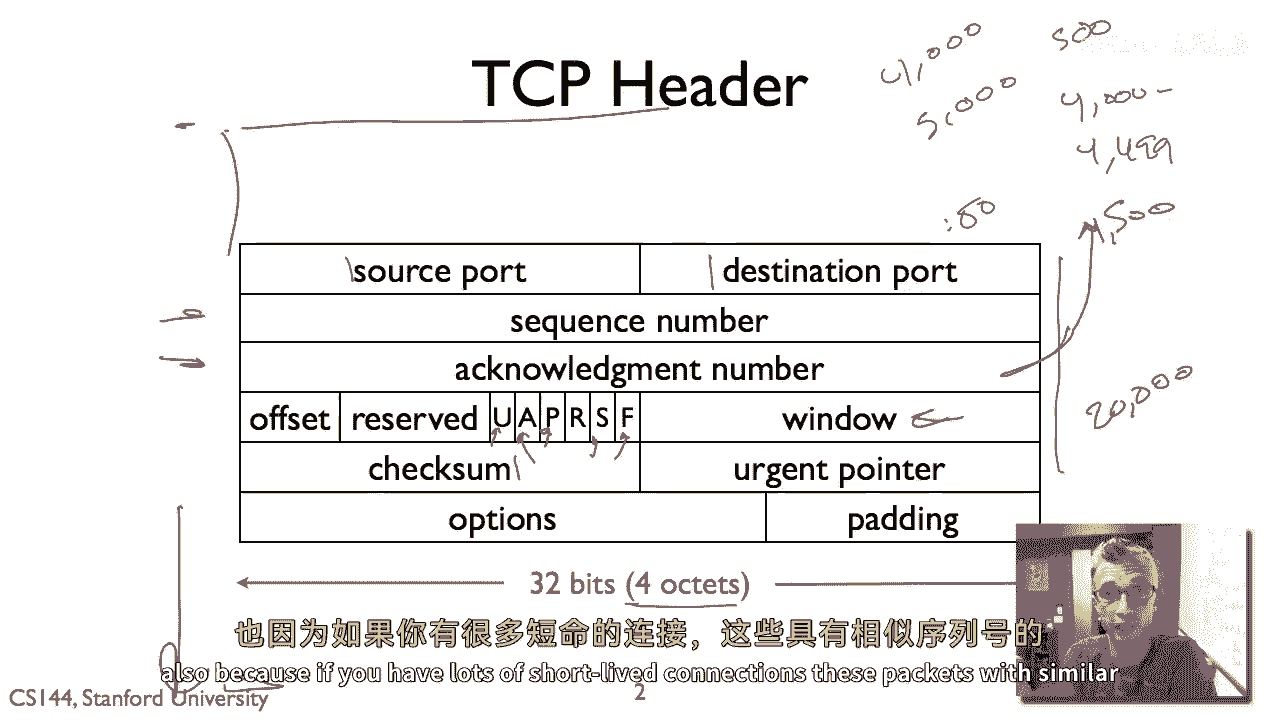 TCP Header
41,000
500
5,000
4,000-
4,499
:80
4,500
source port
destination port
sequence number
acknowledgment number
offset
reserved
U
A
P
R
S
F
window
20,000
checksum
urgent pointer
options
padding
32 bits (4 octets)
也因为如果你有很多短命的连接，这些具有相似序列号的
also because if you have lots of short-lived connections these packets with similar
CS144, Stanford University
2